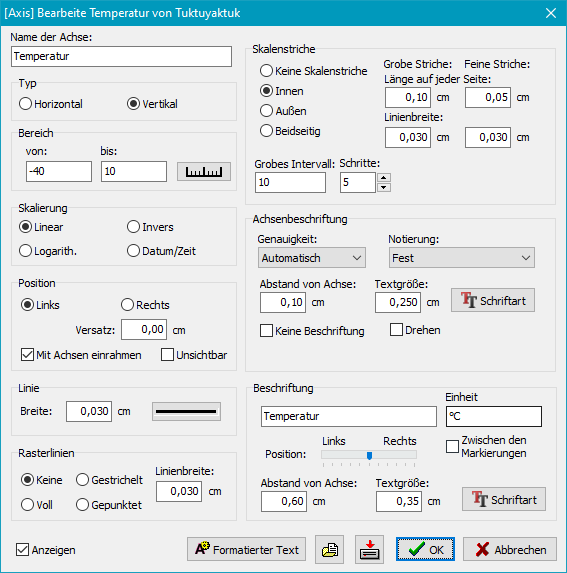 [Axis] Bearbeite Temperatur von Tuktuyaktuk
Name der Achse:
Temperatur
Typ
Horizontal
Vertikal
Bereich
von:
bis:
-40
10
Skalierung
Linear
Invers
Logarith.
Datum/Zeit
Position
Links
Rechts
Versatz:
0,00 cm
Mit Achsen einrahmen
Unsichtbar
Linie
Breite:
0,030 cm
Rasterlinien
Keine
Gestrichelt
Voll
Gepunktet
Linienbreite:
0,030 cm
Skalenstriche
Keine Skalenstriche
Innen
Außen
Beidseitig
Grobe Striche:
Feine Striche:
Länge auf jeder Seite:
0,10 cm
0,05 cm
Linienbreite:
0,030 cm
0,030 cm
Grobes Intervall:
Schritte:
10
5
Achsenbeschriftung
Genauigkeit:
Notierung:
Automatisch
Fest
Abstand von Achse:
Textgröße:
0,10 cm
0,250 cm
Schriftart
Keine Beschriftung
Drehen
Beschriftung
Einheit
Temperatur
°C
Links
Rechts
Position:
Zwischen den
Markierungen
Abstand von Achse:
Textgröße:
0,60 cm
0,35 cm
Schriftart
Anzeigen
Formatierter Text
OK
Abbrechen